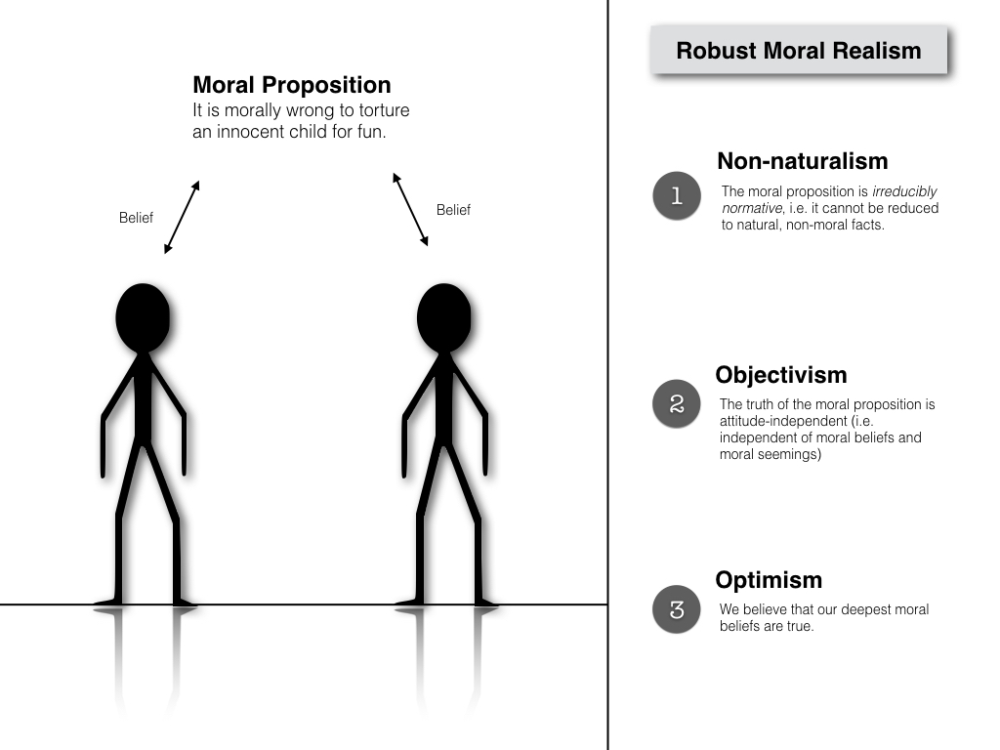 Moral Proposition
It is morally wrong to torture
an innocent child for fun.
Belief
Belief
Robust Moral Realism
1
Non-naturalism
The moral proposition is irreducibly
normative, i.e. it cannot be reduced
to natural, non-moral facts.
2
Objectivism
The truth of the moral proposition is
attitude-independent (i.e.
independent of moral beliefs and
moral seemings)
3
Optimism
We believe that our deepest moral
beliefs are true.